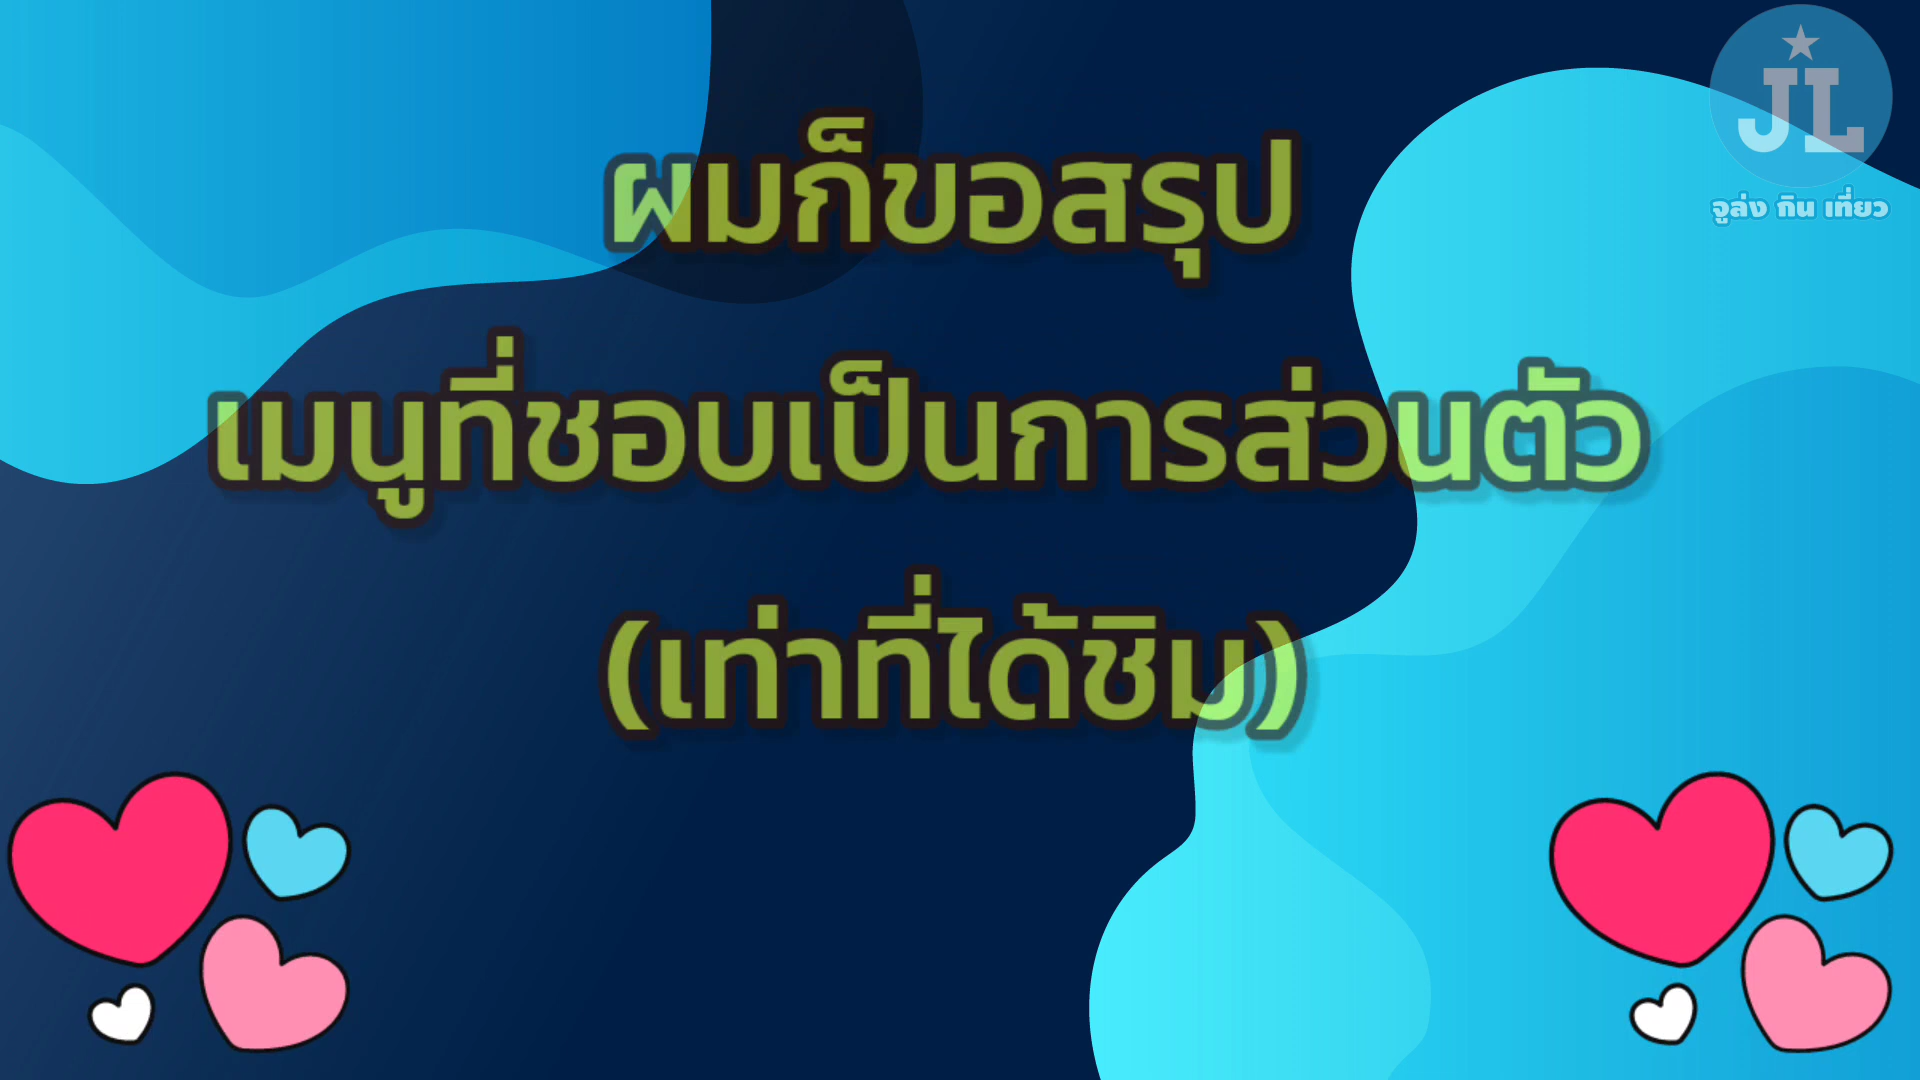 JL
จูล่ง กิน เที่ยว
ผมก็ขอสรุป
เมนูที่ชอบเป็นการส่วนตัว
(เท่าที่ได้ชิม)